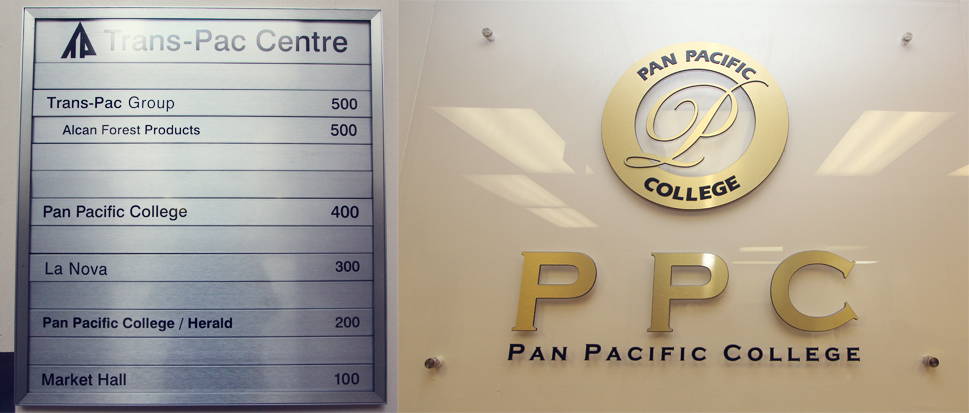 Trans-Pac Centre
Trans-Pac Group 500
Alcan Forest Products 500
Pan Pacific College 400
La Nova 300
Pan Pacific College / Herald 200
Market Hall 100
PAN PACIFIC
P
COLLEGE
PPC
PAN PACIFIC COLLEGE